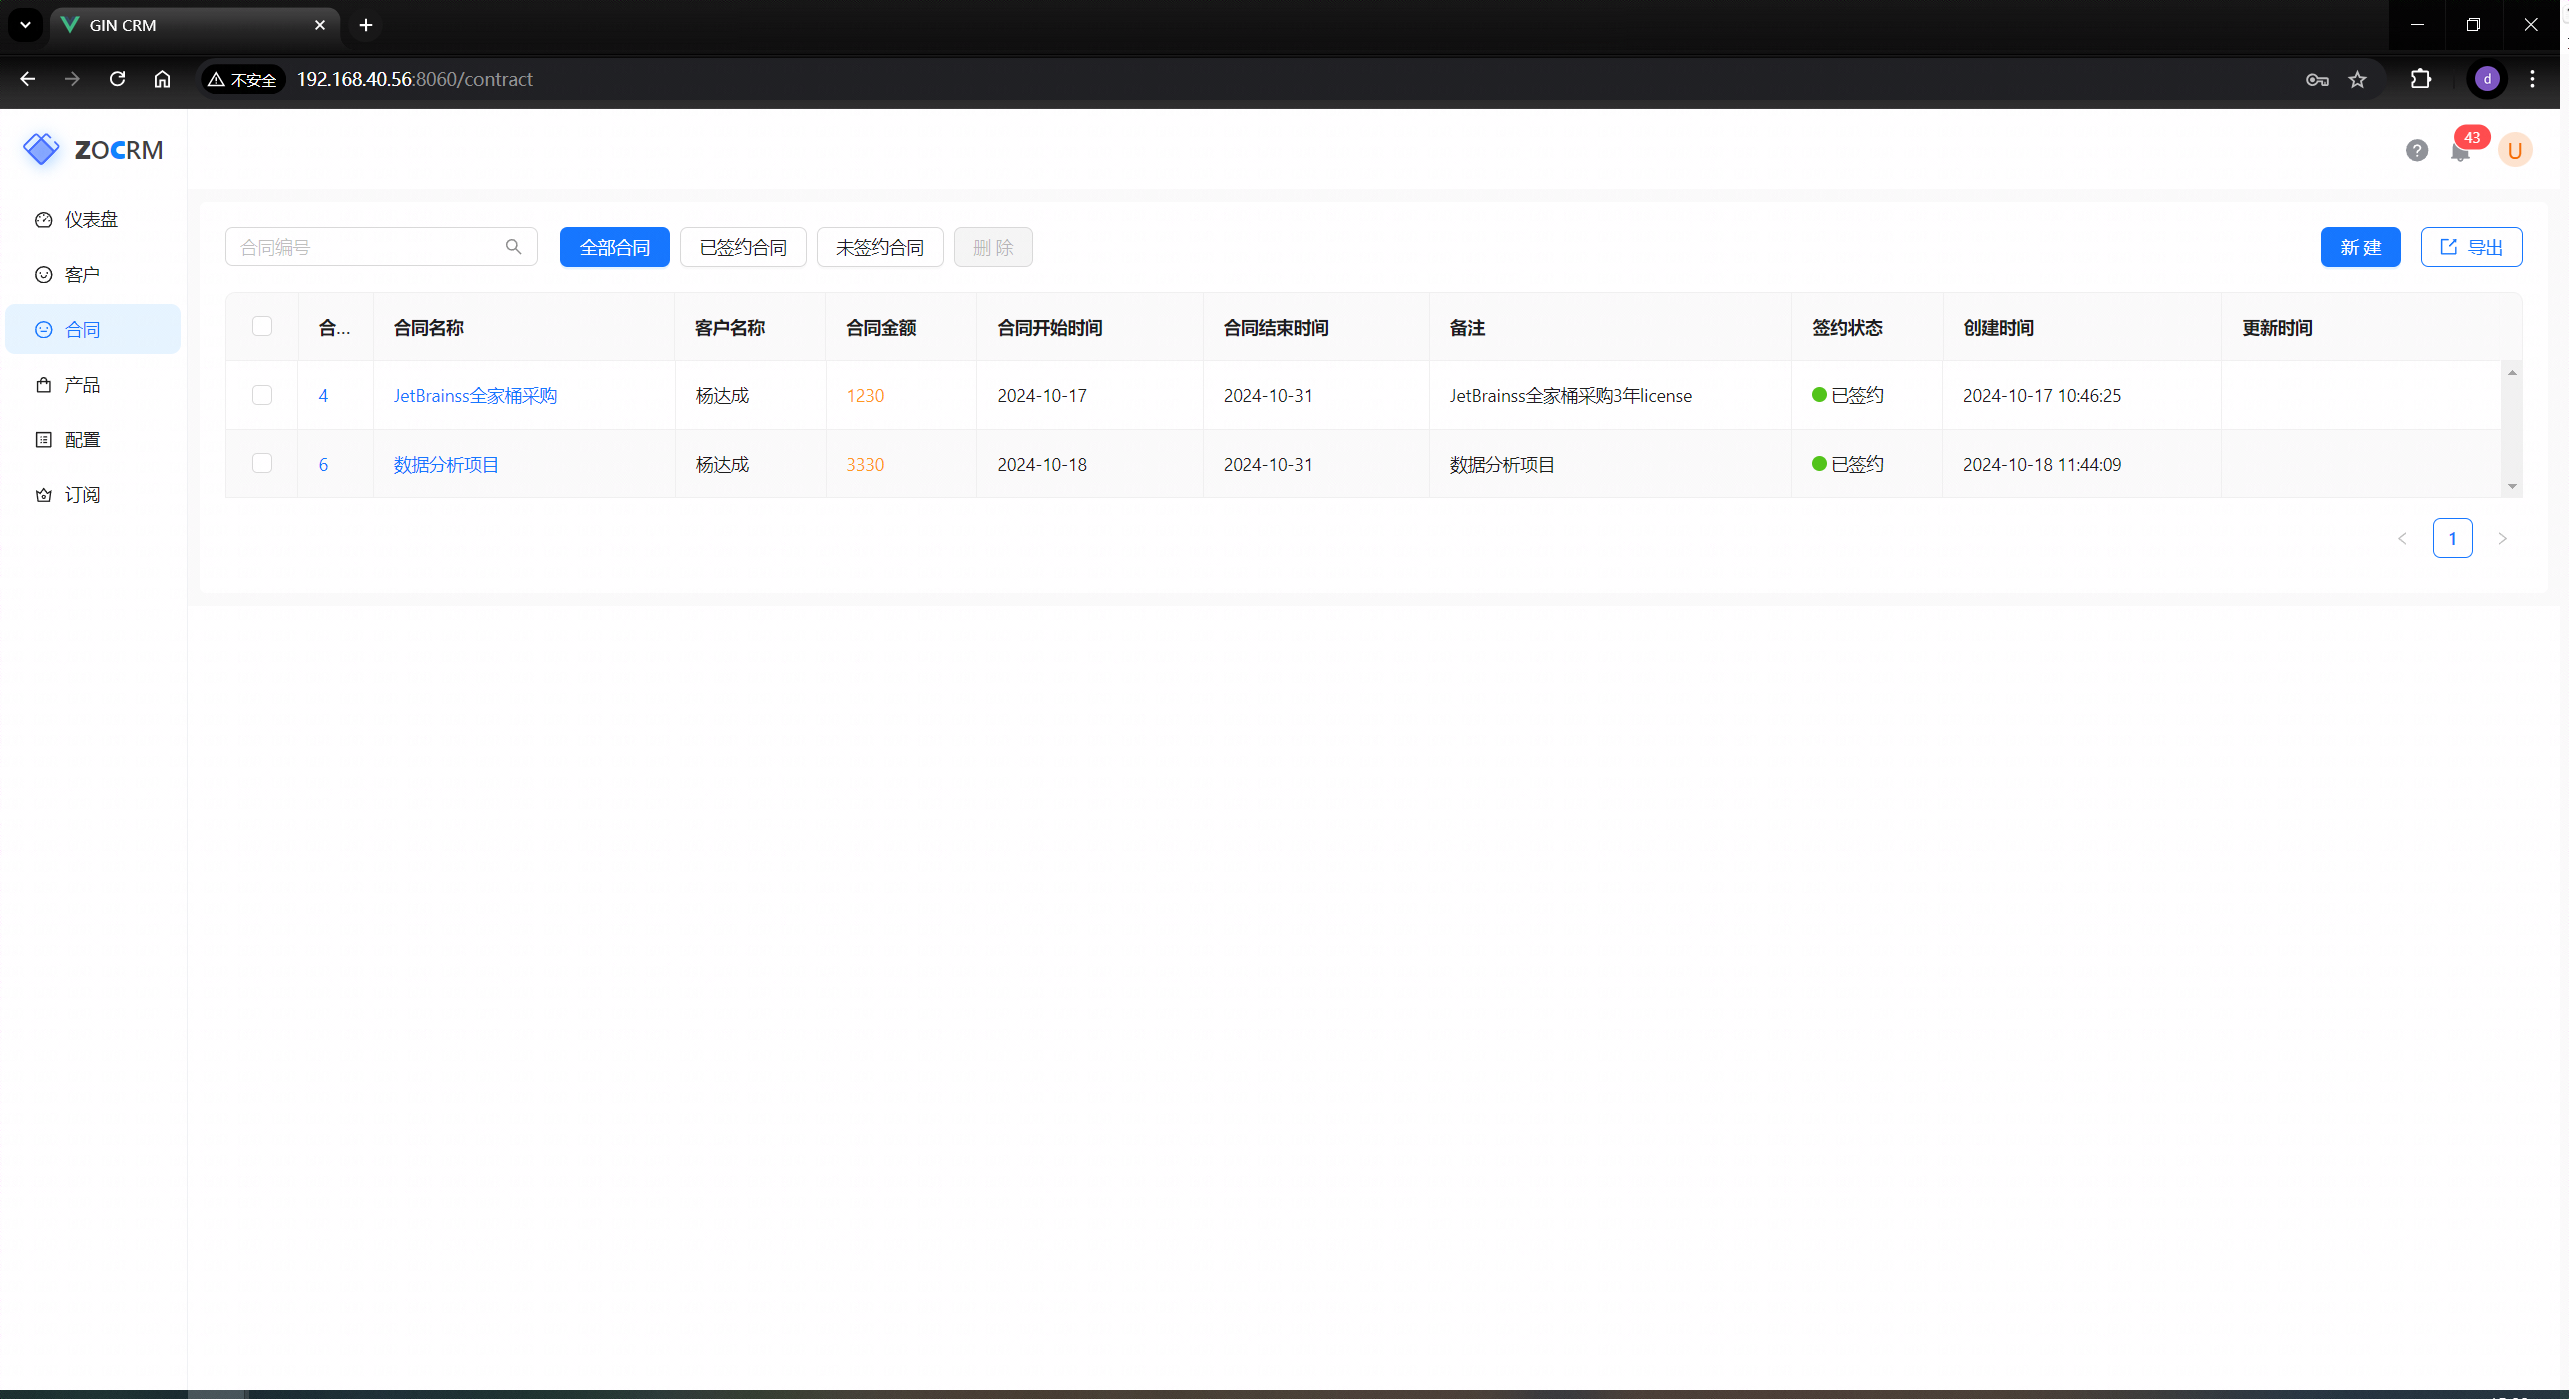 GIN CRM
不安全 192.168.40.56:8060/contract
d
ZOCRM
? 43 U
仪表盘
客户
合同
产品
配置
订阅
合同编号 全部合同 已签约合同 未签约合同 删 除 新 建 导出
合... 合同名称 客户名称 合同金额 合同开始时间 合同结束时间 备注 签约状态 创建时间 更新时间
4 JetBrainss全家桶采购 杨达成 1230 2024-10-17 2024-10-31 JetBrainss全家桶采购3年license 已签约 2024-10-17 10:46:25
6 数据分析项目 杨达成 3330 2024-10-18 2024-10-31 数据分析项目 已签约 2024-10-18 11:44:09
< 1 >